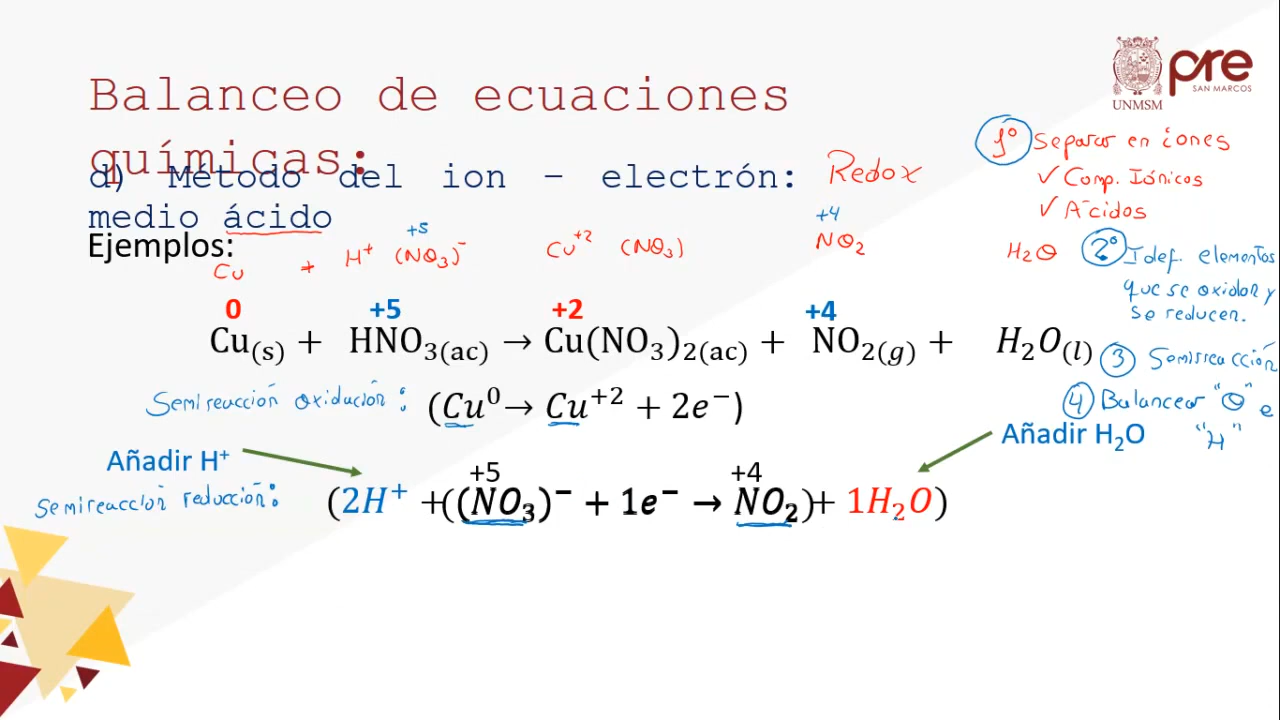 Balanceo de ecuaciones
químicas:
d) Método del ion – electrón:
medio ácido
Redox
UNMSM
pre
SAN MARCOS
1° Separar en iones
✓ Comp. Iónicos
✓ Acidos
2° Idef. elementos
que se oxidan y
se reducen.
3 Semirreacción
4 Balancear "O" e
"H"
Ejemplos:
+5 +4
Cu + H⁺ (NO₃)⁻ Cu⁺² (NO₃) NO₂ H₂O
0 +5 +2 +4
Cu₍s₎ + HNO₃(ac) → Cu(NO₃)₂(ac) + NO₂(g) + H₂O(l)
Semireacción oxidación : (Cu⁰→ Cu⁺² + 2e⁻)
Añadir H⁺
Añadir H₂O
+5 +4
semireacción reducción: (2H⁺ +((NO₃)⁻ + 1e⁻ → NO₂)+ 1H₂O)